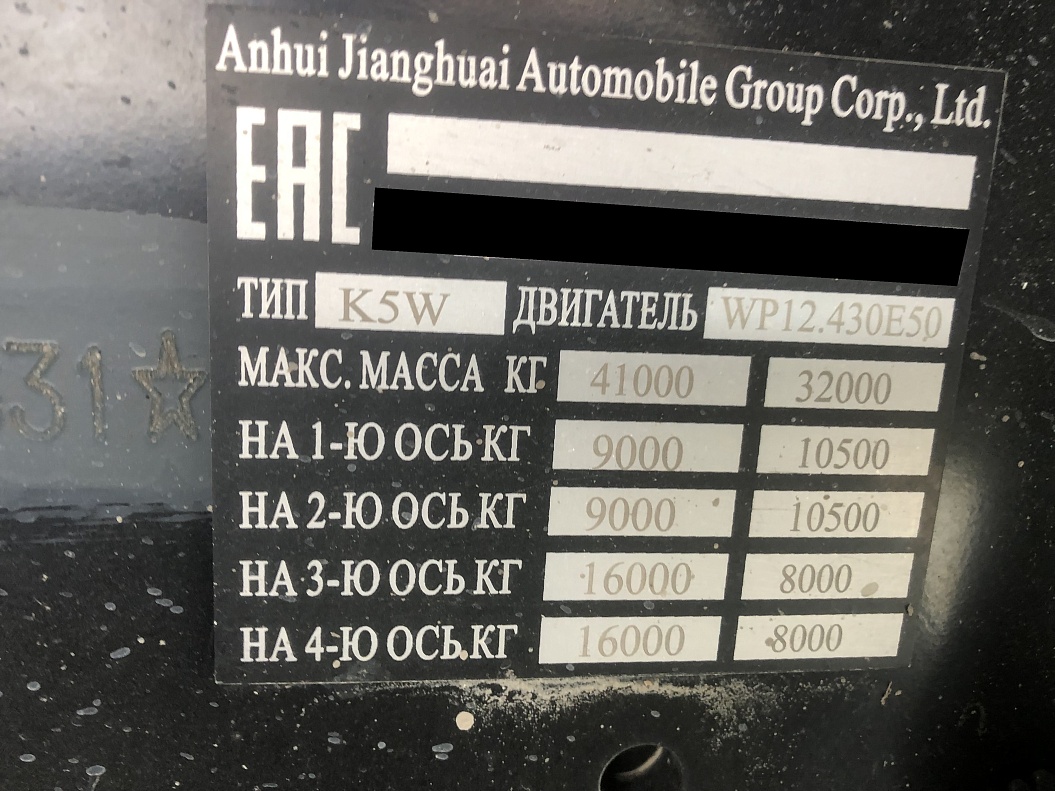 Anhui Jianghuai Automobile Group Corp., Ltd.
EAC
ТИП K5W ДВИГАТЕЛЬ WP12.430E50
МАКС. МАССА КГ 41000 32000
НА 1-Ю ОСЬ КГ 9000 10500
НА 2-Ю ОСЬ КГ 9000 10500
НА 3-Ю ОСЬ КГ 16000 8000
НА 4-Ю ОСЬ КГ 16000 8000
31☆